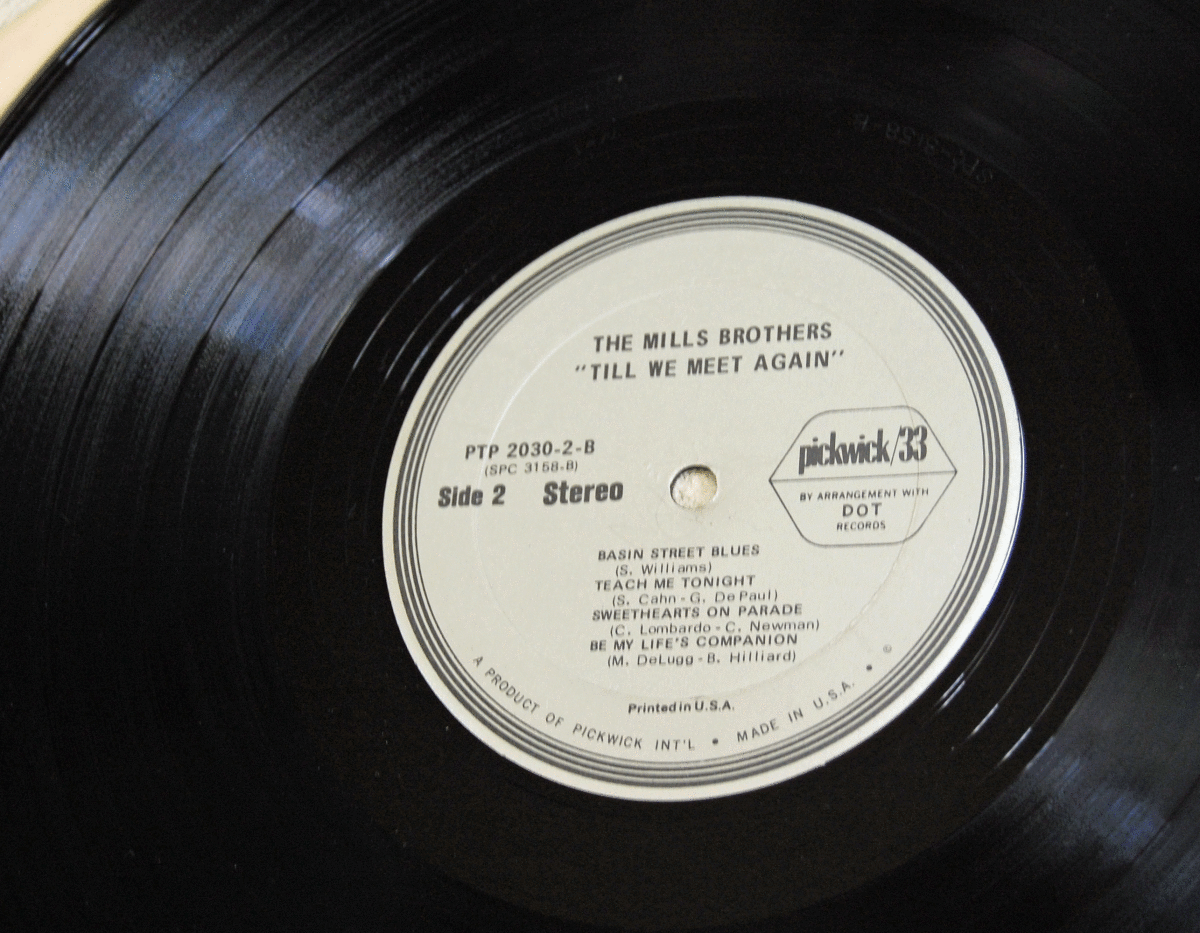 THE MILLS BROTHERS
"TILL WE MEET AGAIN"
PTP 2030-2-B
(SPC 3158-B)
Side 2 Stereo
pickwick/33
BY ARRANGEMENT WITH
DOT
RECORDS
BASIN STREET BLUES
(S. Williams)
TEACH ME TONIGHT
(S. Cahn - G. De Paul)
SWEETHEARTS ON PARADE
(C. Lombardo - C. Newman)
BE MY LIFE'S COMPANION
(M. DeLugg - B. Hilliard)
Printed in U.S.A.
A PRODUCT OF PICKWICK INT'L • MADE IN U.S.A. • ©